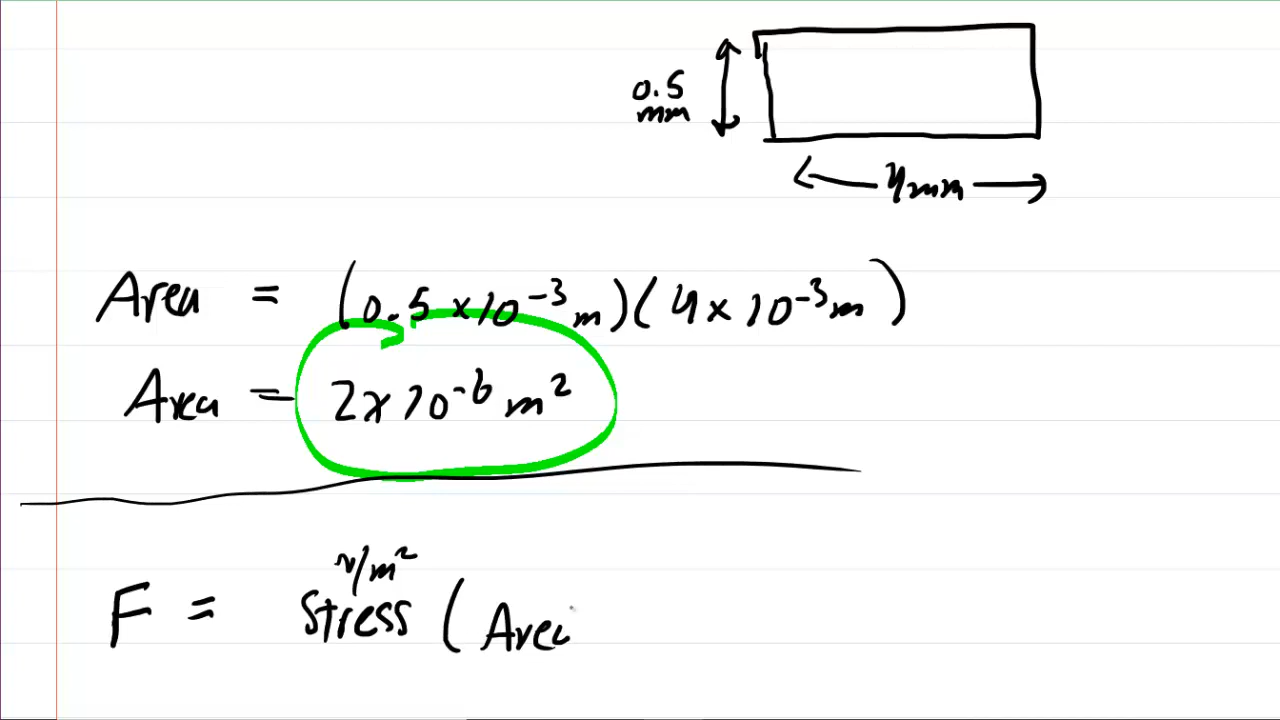 0.5
mm
4mm
Area = (0.5 x 10⁻³ m)(4 x 10⁻³ m)
Area = 2 x 10⁻⁶ m²
N/m²
F = Stress ( Area